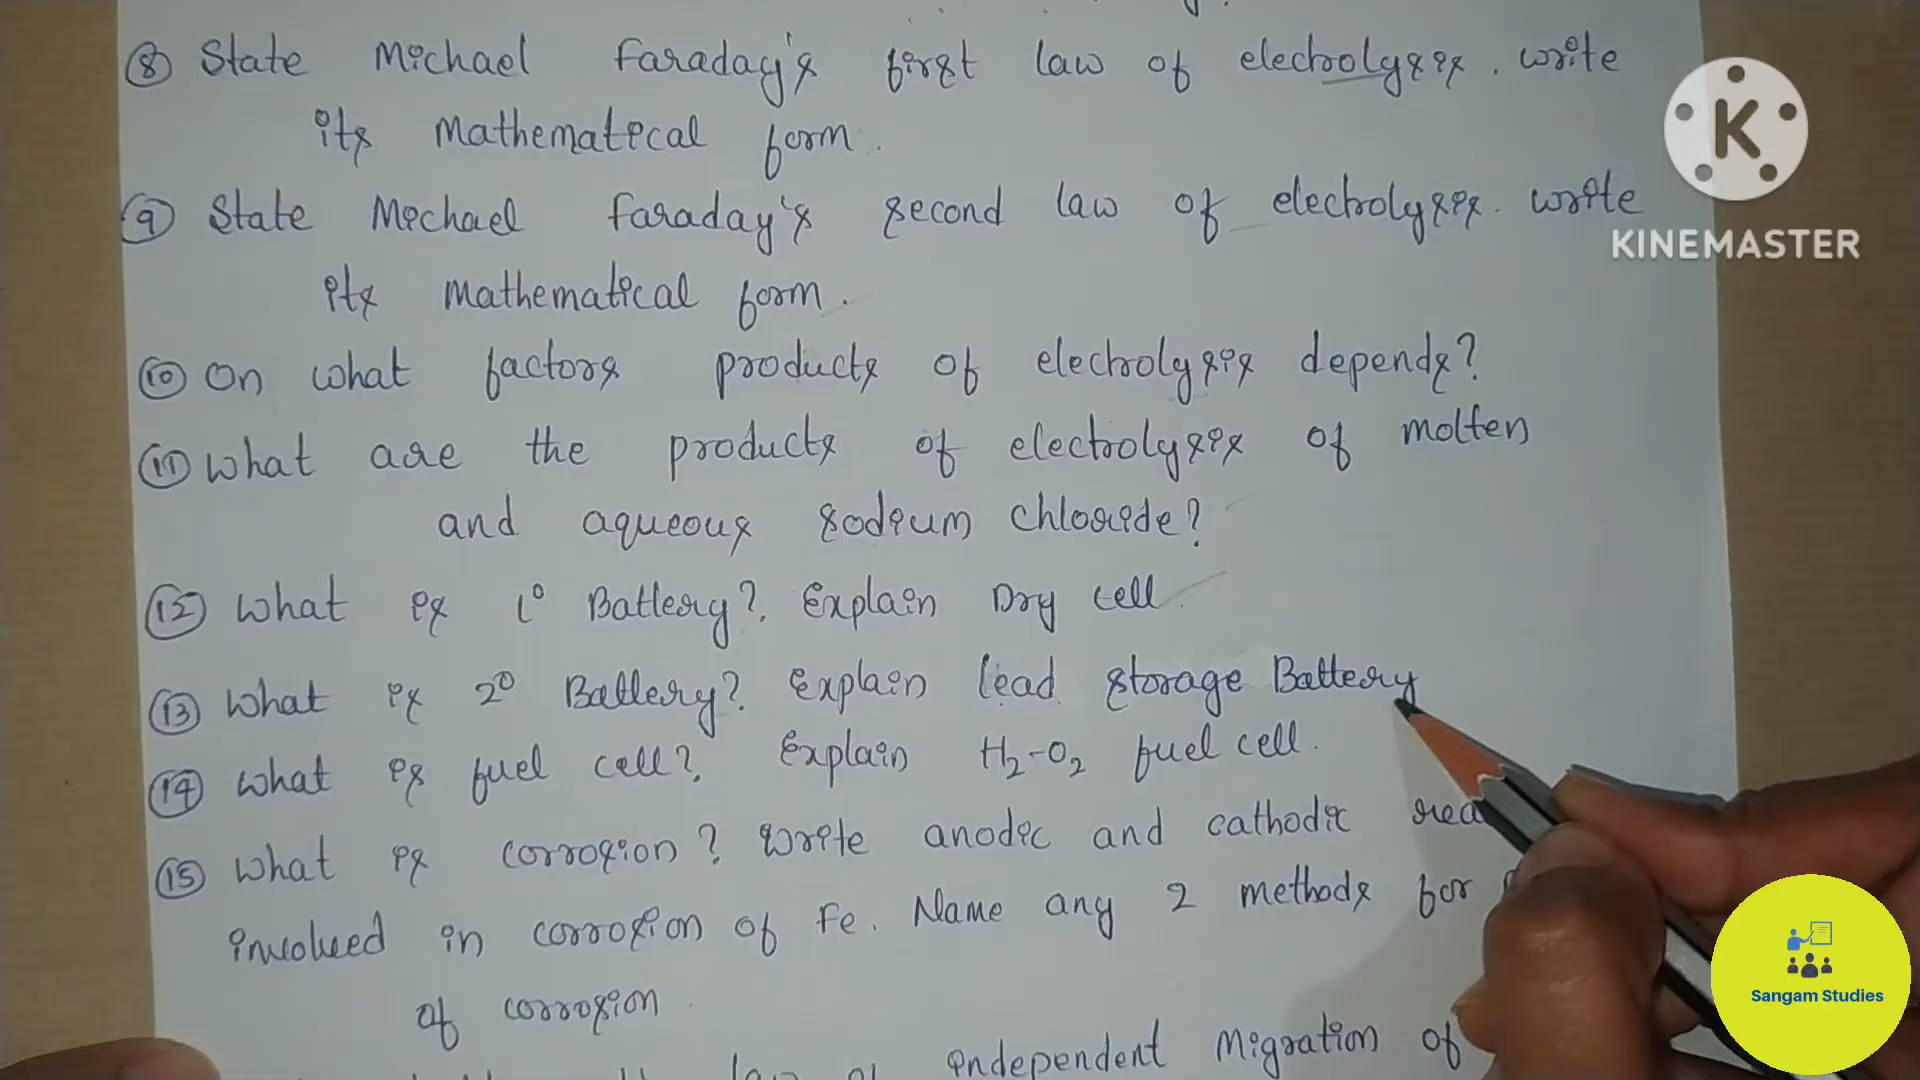 ⑧ State Michael Faraday's first law of electrolysis. write
its Mathematical form.
⑨ State Michael Faraday's second law of electrolysis. write
its Mathematical form.
⑩ On what factors products of electrolysis depends?
⑪ What are the products of electrolysis of molten
and aqueous sodium chloride?
⑫ What is 1° Battery? Explain Dry cell.
⑬ What is 2° Battery? Explain lead storage Battery
⑭ What is fuel cell? Explain H₂-O₂ fuel cell.
⑮ What is corrosion? Write anodic and cathodic rea
involved in corrosion of Fe. Name any 2 methods for
of corrosion.
law of independent Migration of
KINEMASTER
Sangam Studies